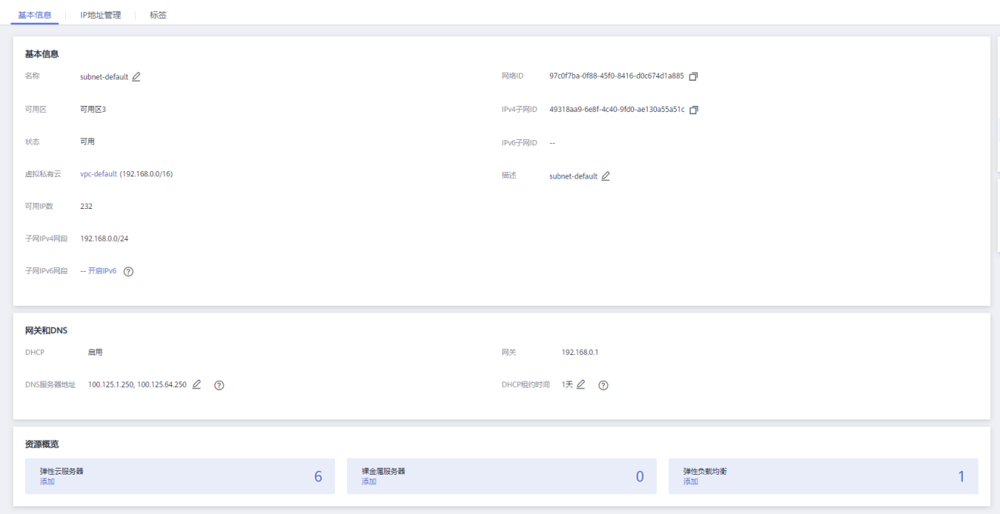 基本信息 IP地址管理 标签
基本信息
名称 subnet-default
网络ID 97c0f7ba-0f88-45f0-8416-d0c674d1a885
可用区 可用区3
IPv4子网ID 49318aa9-6e8f-4c40-9fd0-ae130a55a51c
状态 可用
IPv6子网ID --
虚拟私有云 vpc-default (192.168.0.0/16)
描述 subnet-default
可用IP数 232
子网IPv4网段 192.168.0.0/24
子网IPv6网段 -- 开启IPv6
网关和DNS
DHCP 启用
网关 192.168.0.1
DNS服务器地址 100.125.1.250, 100.125.64.250
DHCP租约时间 1天
资源概览
弹性云服务器 6
添加
裸金属服务器 0
添加
弹性负载均衡 1
添加